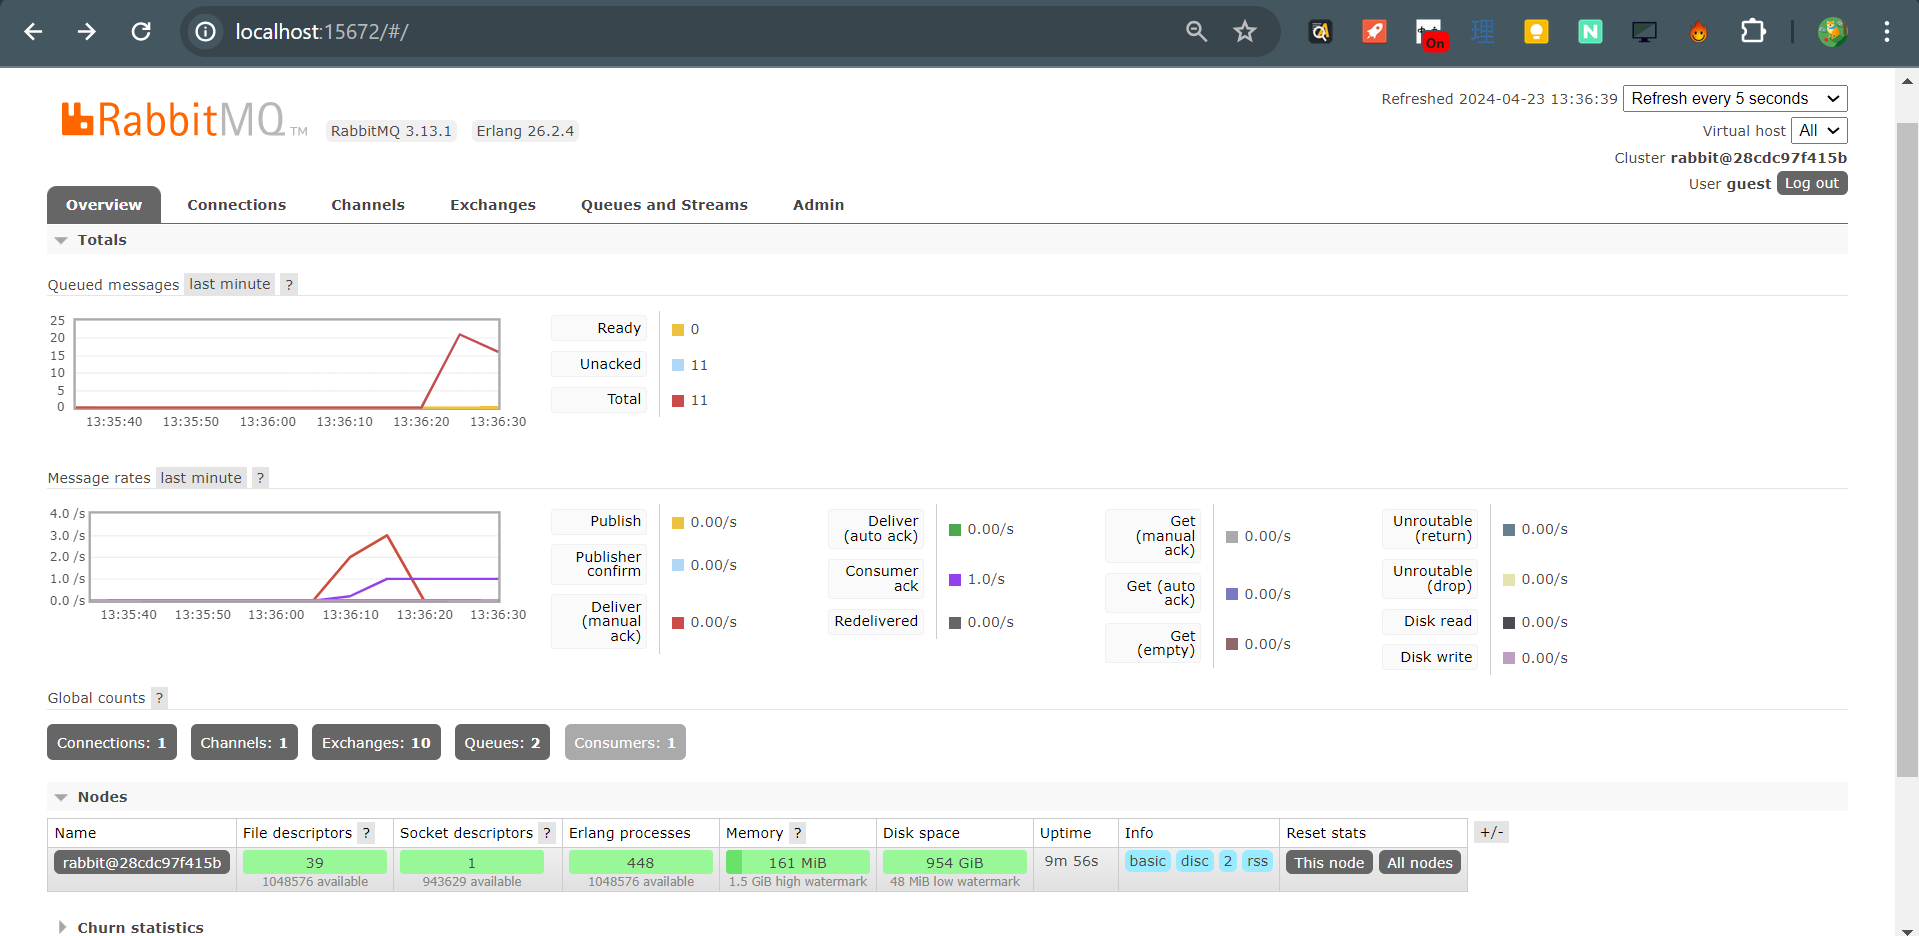 localhost:15672/#/
On
理
N
RabbitMQ TM
RabbitMQ 3.13.1
Erlang 26.2.4
Refreshed 2024-04-23 13:36:39
Refresh every 5 seconds
Virtual host
All
Cluster rabbit@28cdc97f415b
User guest
Log out
Overview
Connections
Channels
Exchanges
Queues and Streams
Admin
Totals
Queued messages last minute ?
25
20
15
10
5
0
13:35:40 13:35:50 13:36:00 13:36:10 13:36:20 13:36:30
Ready 0
Unacked 11
Total 11
Message rates last minute ?
4.0 /s
3.0 /s
2.0 /s
1.0 /s
0.0 /s
13:35:40 13:35:50 13:36:00 13:36:10 13:36:20 13:36:30
Publish 0.00/s
Publisher
confirm 0.00/s
Deliver
(manual
ack) 0.00/s
Deliver
(auto ack) 0.00/s
Consumer
ack 1.0/s
Redelivered 0.00/s
Get
(manual
ack) 0.00/s
Get (auto
ack) 0.00/s
Get
(empty) 0.00/s
Unroutable
(return) 0.00/s
Unroutable
(drop) 0.00/s
Disk read 0.00/s
Disk write 0.00/s
Global counts ?
Connections: 1
Channels: 1
Exchanges: 10
Queues: 2
Consumers: 1
Nodes
Name
File descriptors ?
Socket descriptors ?
Erlang processes
Memory ?
Disk space
Uptime
Info
Reset stats
+/-
rabbit@28cdc97f415b
39
1048576 available
1
943629 available
448
1048576 available
161 MiB
1.5 GiB high watermark
954 GiB
48 MiB low watermark
9m 56s
basic disc 2 rss
This node All nodes
Churn statistics